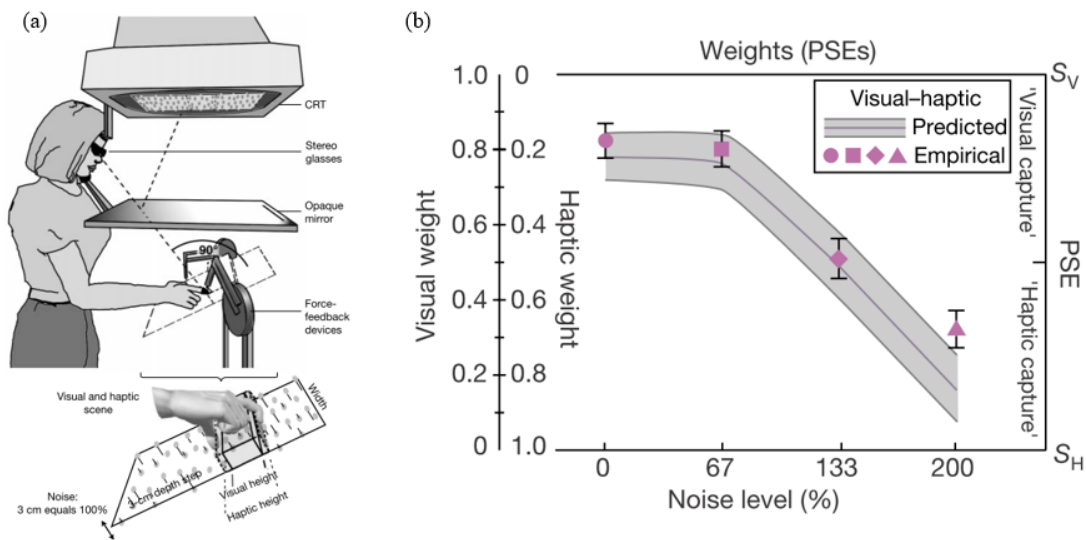 (a)
CRT
Stereo
glasses
Opaque
mirror
90°
Force-
feedback
devices
Visual and haptic
scene
Width
3-cm depth step
Visual height
Haptic height
Noise:
3 cm equals 100%
(b)
Weights (PSEs)
1.0 0
0.8 0.2
0.6 0.4
0.4 0.6
0.2 0.8
0 1.0
Visual weight
Haptic weight
Visual–haptic
Predicted
Empirical
SV
'Visual capture'
PSE
'Haptic capture'
SH
0 67 133 200
Noise level (%)